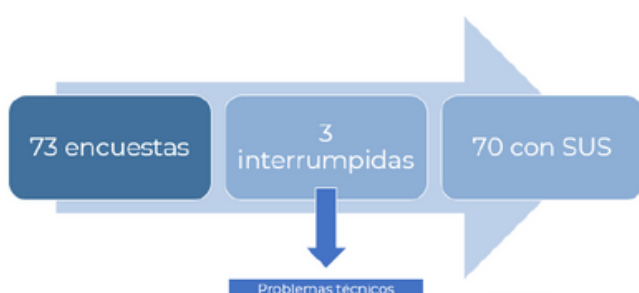 73 encuestas
3
interrumpidas
70 con SUS
Problemas técnicos